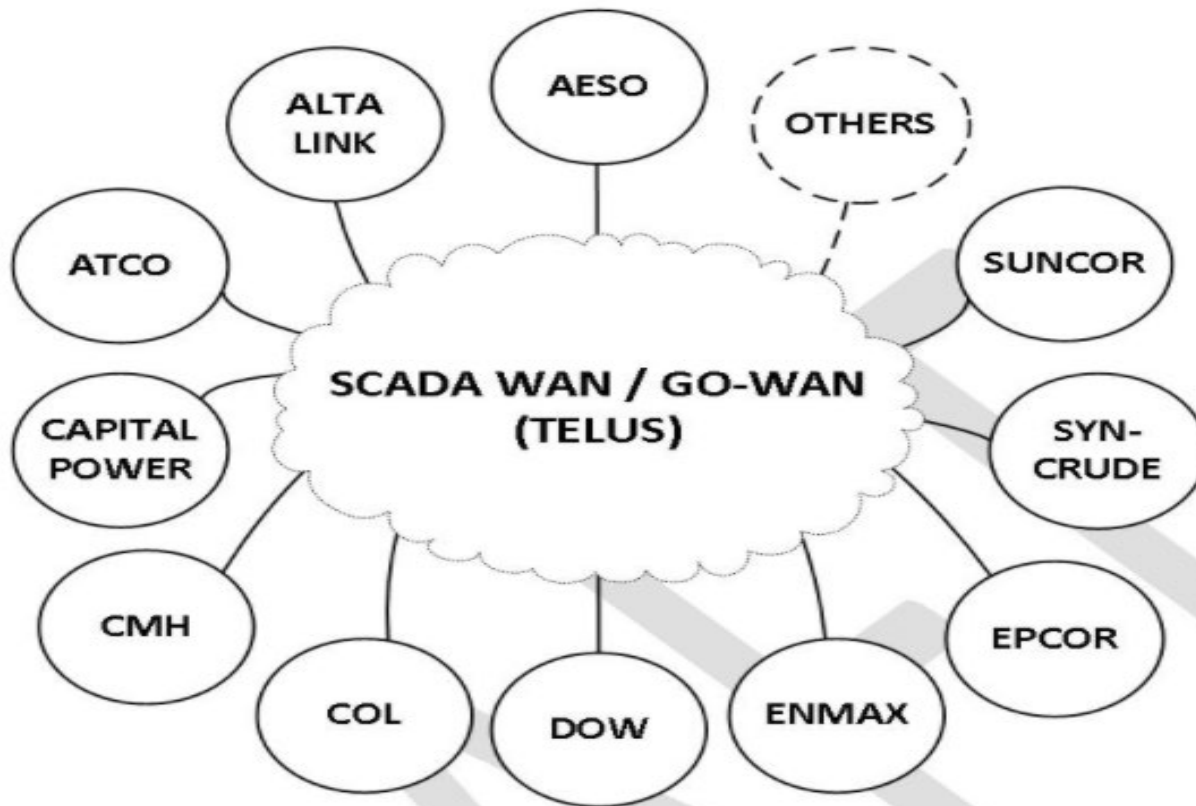 AESO
ALTA
LINK
OTHERS
ATCO
SUNCOR
SCADA WAN / GO-WAN
(TELUS)
CAPITAL
POWER
SYN-
CRUDE
CMH
EPCOR
COL
DOW
ENMAX